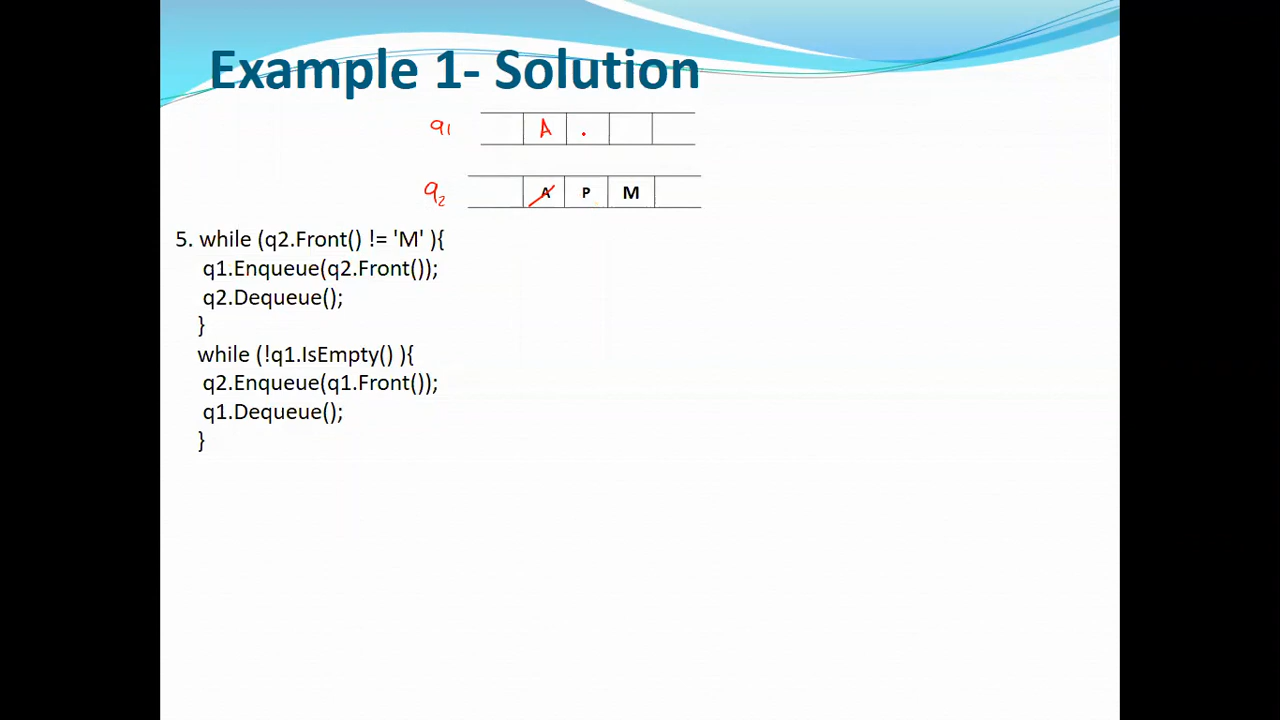 Example 1- Solution
q1 A .
q2 A P M
5. while (q2.Front() != 'M' ){
q1.Enqueue(q2.Front());
q2.Dequeue();
}
while (!q1.IsEmpty() ){
q2.Enqueue(q1.Front());
q1.Dequeue();
}